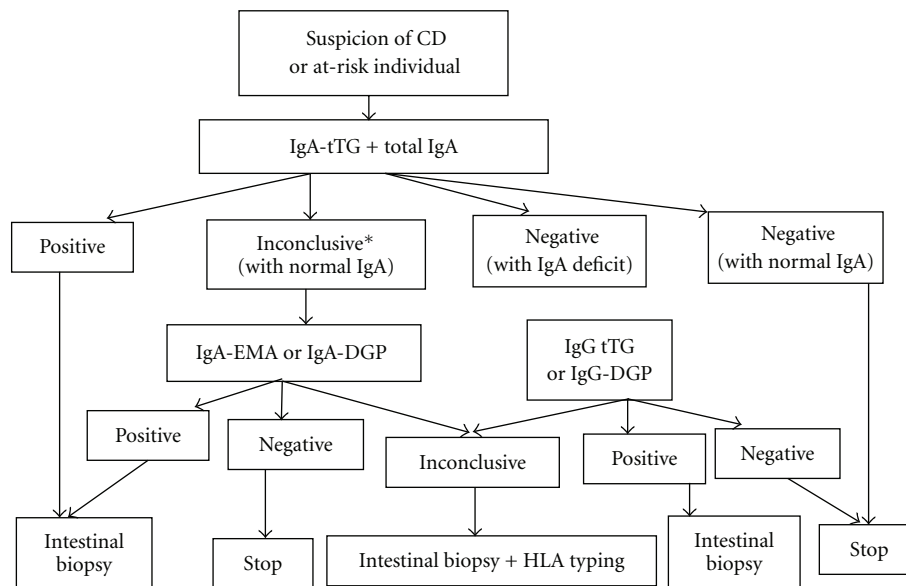 Suspicion of CD
or at-risk individual
IgA-tTG + total IgA
Positive
Inconclusive*
(with normal IgA)
Negative
(with IgA deficit)
Negative
(with normal IgA)
IgA-EMA or IgA-DGP
IgG tTG
or IgG-DGP
Positive
Negative
Inconclusive
Positive
Negative
Intestinal
biopsy
Stop
Intestinal biopsy + HLA typing
Intestinal
biopsy
Stop